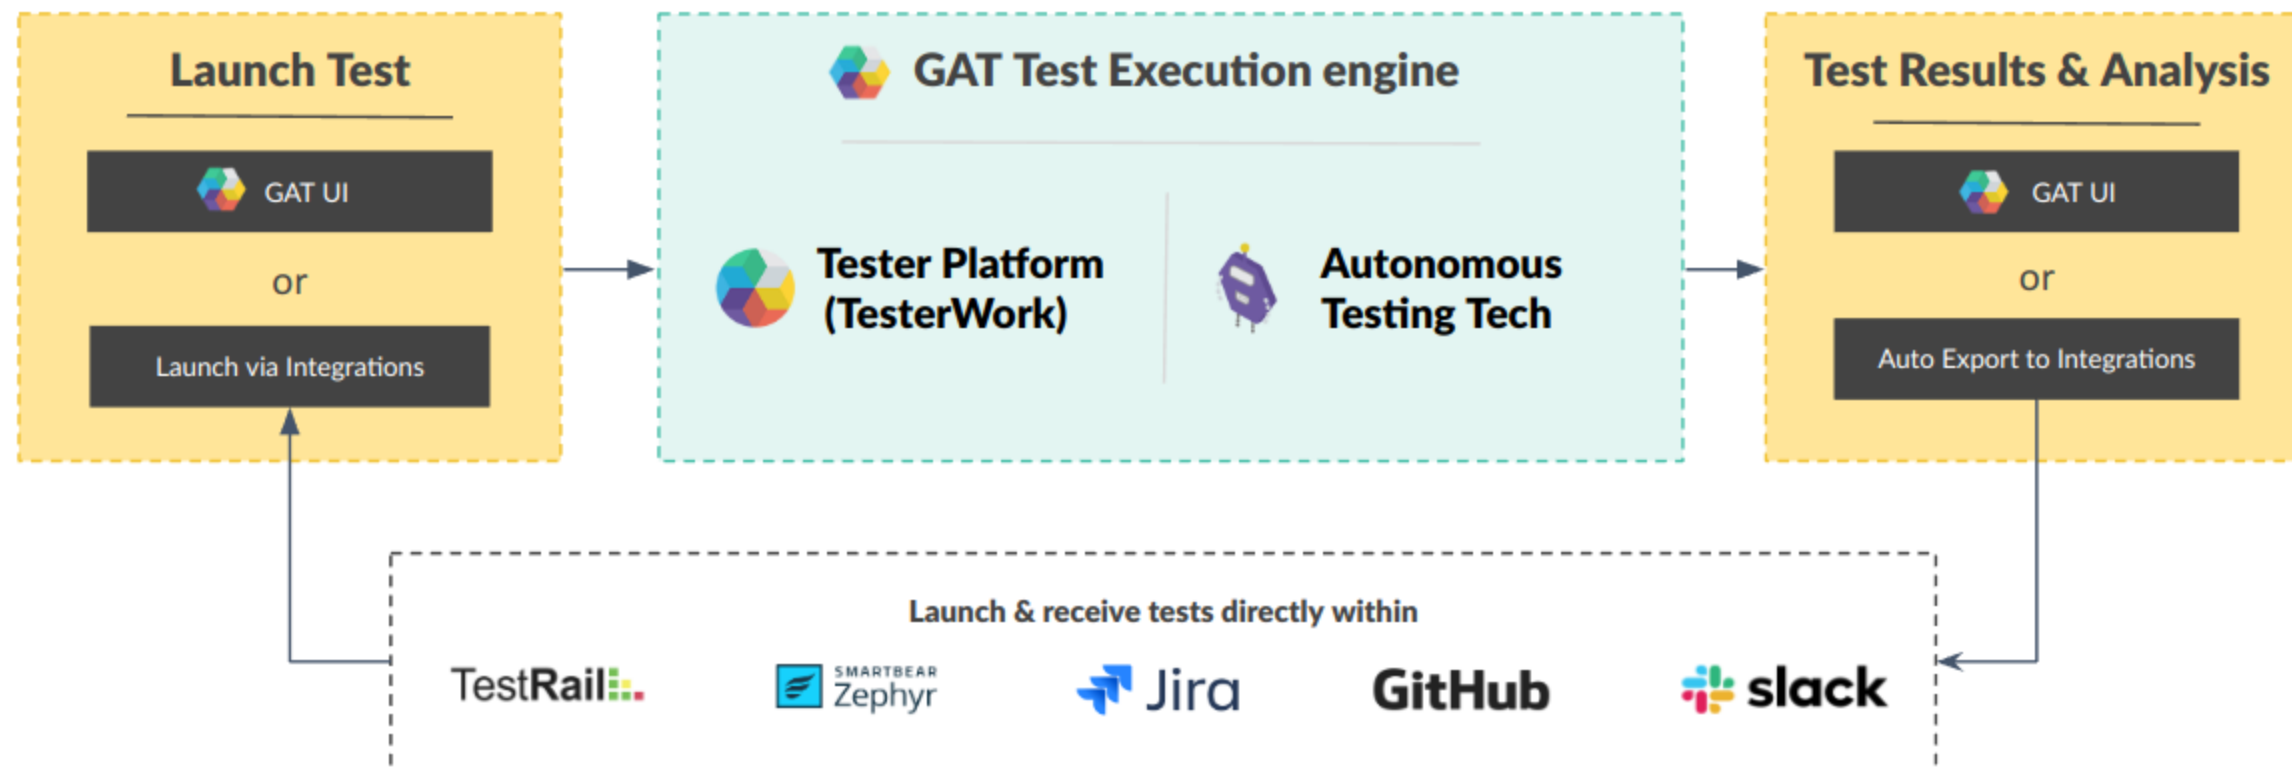 Launch Test
GAT UI
or
Launch via Integrations
GAT Test Execution engine
Tester Platform
(TesterWork)
Autonomous
Testing Tech
Test Results & Analysis
GAT UI
or
Auto Export to Integrations
Launch & receive tests directly within
TestRail
SMARTBEAR
Zephyr
Jira
GitHub
slack